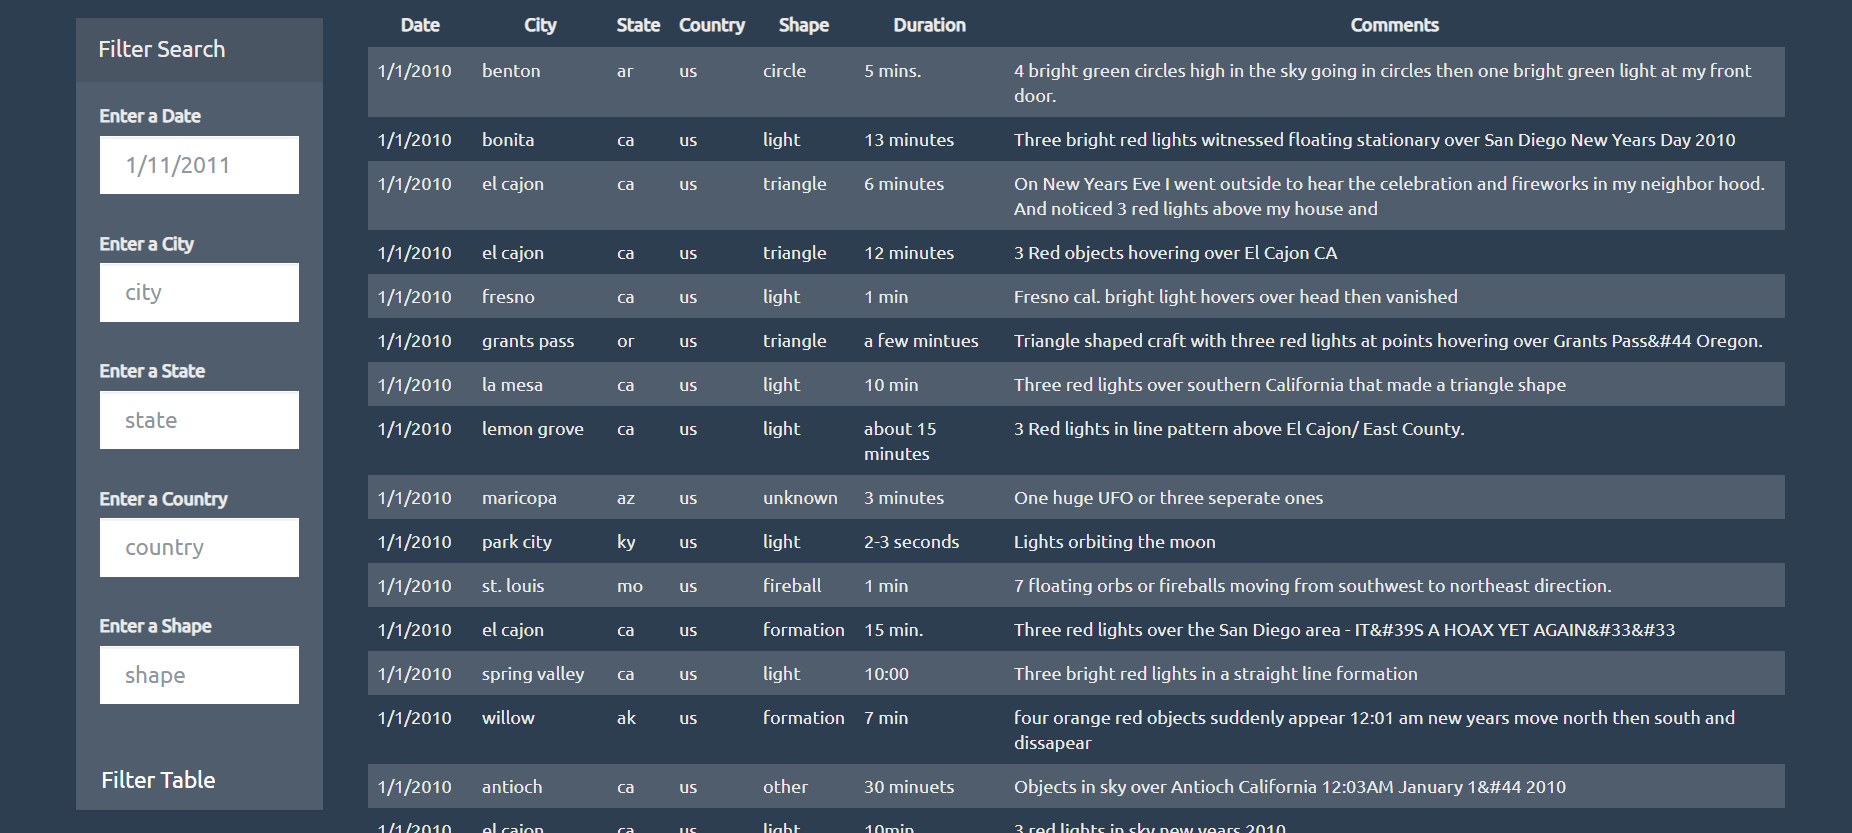 Filter Search
Enter a Date
1/11/2011
Enter a City
city
Enter a State
state
Enter a Country
country
Enter a Shape
shape
Filter Table
Date City State Country Shape Duration Comments
1/1/2010 benton ar us circle 5 mins. 4 bright green circles high in the sky going in circles then one bright green light at my front
door.
1/1/2010 bonita ca us light 13 minutes Three bright red lights witnessed floating stationary over San Diego New Years Day 2010
1/1/2010 el cajon ca us triangle 6 minutes On New Years Eve I went outside to hear the celebration and fireworks in my neighbor hood.
And noticed 3 red lights above my house and
1/1/2010 el cajon ca us triangle 12 minutes 3 Red objects hovering over El Cajon CA
1/1/2010 fresno ca us light 1 min Fresno cal. bright light hovers over head then vanished
1/1/2010 grants pass or us triangle a few mintues Triangle shaped craft with three red lights at points hovering over Grants Pass&#44 Oregon.
1/1/2010 la mesa ca us light 10 min Three red lights over southern California that made a triangle shape
1/1/2010 lemon grove ca us light about 15 3 Red lights in line pattern above El Cajon/ East County.
minutes
1/1/2010 maricopa az us unknown 3 minutes One huge UFO or three seperate ones
1/1/2010 park city ky us light 2-3 seconds Lights orbiting the moon
1/1/2010 st. louis mo us fireball 1 min 7 floating orbs or fireballs moving from southwest to northeast direction.
1/1/2010 el cajon ca us formation 15 min. Three red lights over the San Diego area - IT&#39S A HOAX YET AGAIN&#33&#33
1/1/2010 spring valley ca us light 10:00 Three bright red lights in a straight line formation
1/1/2010 willow ak us formation 7 min four orange red objects suddenly appear 12:01 am new years move north then south and
dissapear
1/1/2010 antioch ca us other 30 minuets Objects in sky over Antioch California 12:03AM January 1&#44 2010
1/1/2010 el cajon ca us light 10min 3 red lights in sky new years 2010